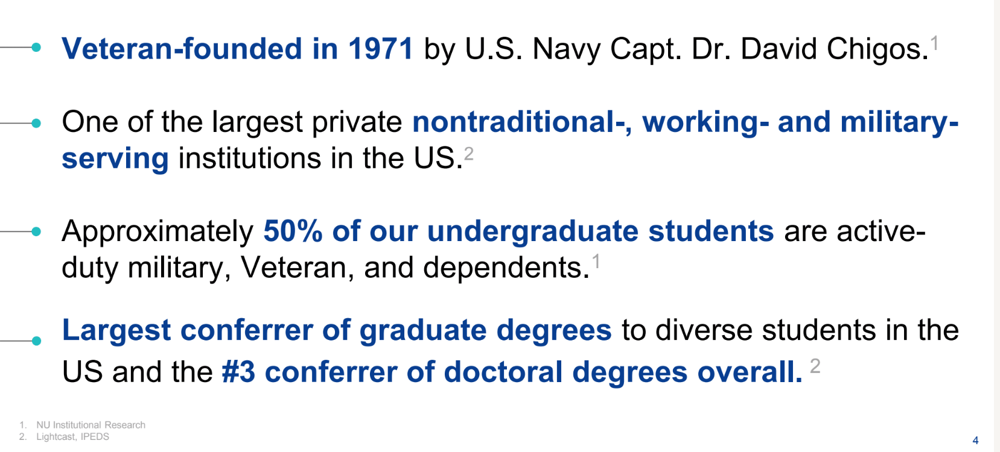 Veteran-founded in 1971 by U.S. Navy Capt. Dr. David Chigos.1
One of the largest private nontraditional-, working- and military-
serving institutions in the US.2
Approximately 50% of our undergraduate students are active-
duty military, Veteran, and dependents.1
Largest conferrer of graduate degrees to diverse students in the
US and the #3 conferrer of doctoral degrees overall. 2
1. NU Institutional Research
2. Lightcast, IPEDS
4